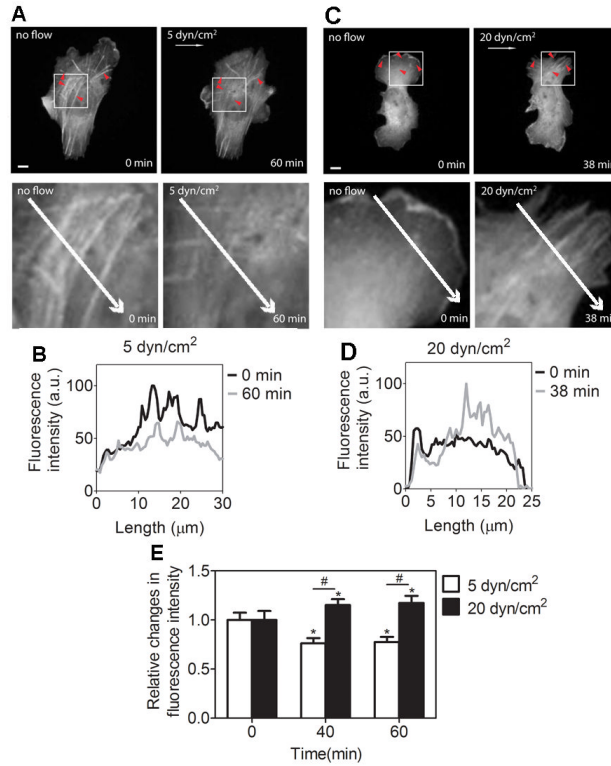 A
no flow
0 min
5 dyn/cm2
60 min
no flow
0 min
5 dyn/cm2
60 min
C
no flow
0 min
20 dyn/cm2
38 min
no flow
0 min
20 dyn/cm2
38 min
B
5 dyn/cm2
0 min
60 min
Fluorescence
intensity (a.u.)
100
50
0
0 10 20 30
Length (μm)
D
20 dyn/cm2
0 min
38 min
Fluorescence
intensity (a.u.)
100
50
0
0 5 10 15 20 25
Length (μm)
E
Relative changes in
fluorescence intensity
1.5
1.0
0.5
0.0
# #
* * * *
0 40 60
Time(min)
5 dyn/cm2
20 dyn/cm2